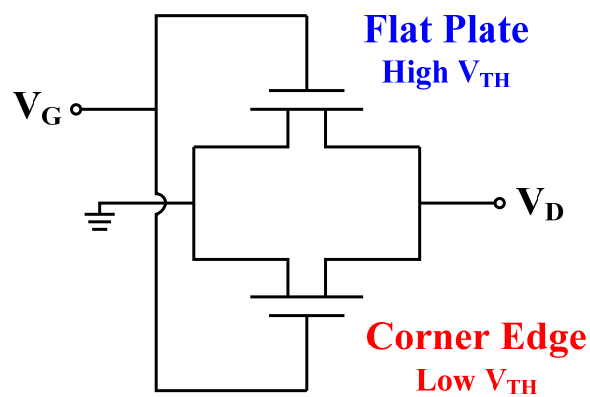 Flat Plate
High VTH
VG
VD
Corner Edge
Low VTH